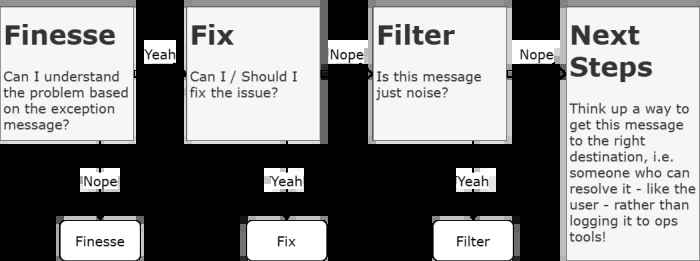 Finesse
Can I understand
the problem based
on the exception
message?
Yeah
Fix
Can I / Should I
fix the issue?
Nope
Filter
Is this message
just noise?
Nope
Next
Steps
Think up a way to
get this message
to the right
destination, i.e.
someone who can
resolve it - like the
user - rather than
logging it to ops
tools!
Nope
Yeah
Yeah
Finesse
Fix
Filter